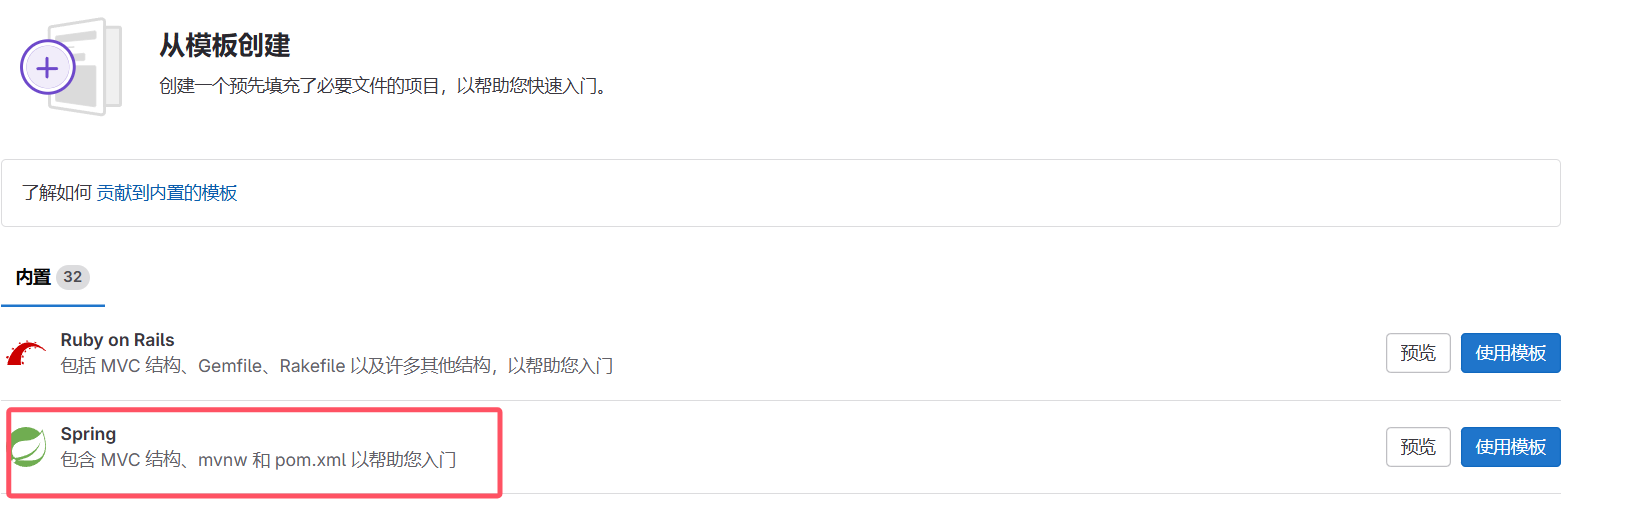 从模板创建
创建一个预先填充了必要文件的项目，以帮助您快速入门。
了解如何 贡献到内置的模板
内置 32
Ruby on Rails
包括 MVC 结构、Gemfile、Rakefile 以及许多其他结构，以帮助您入门
预览 使用模板
Spring
包含 MVC 结构、mvnw 和 pom.xml 以帮助您入门
预览 使用模板